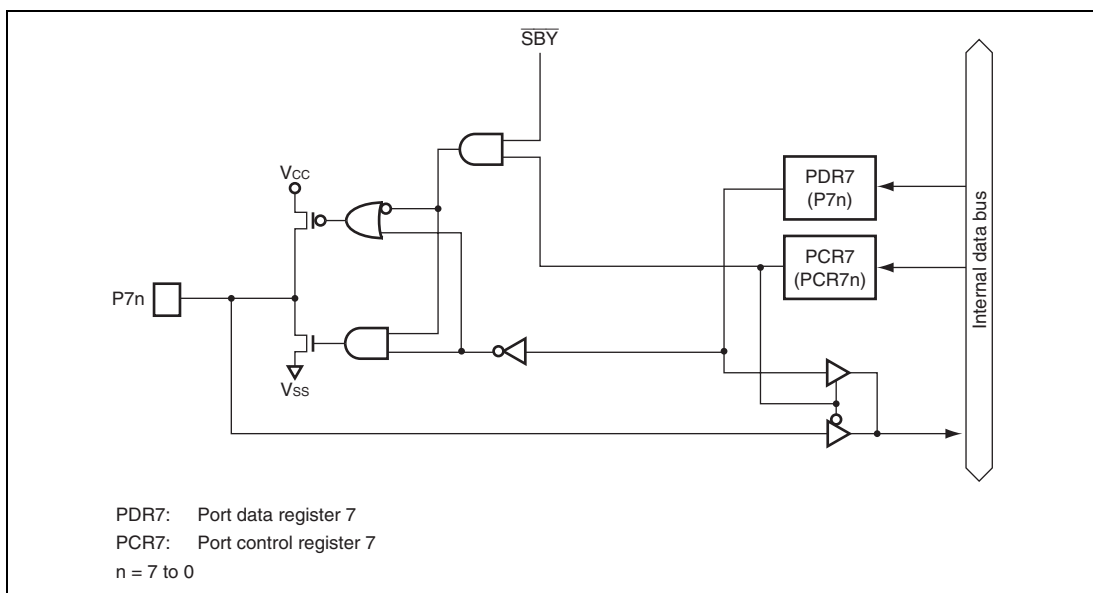 SBY
PDR7
(P7n)
VCC
PCR7
(PCR7n)
Internal data bus
P7n
VSS
PDR7: Port data register 7
PCR7: Port control register 7
n = 7 to 0